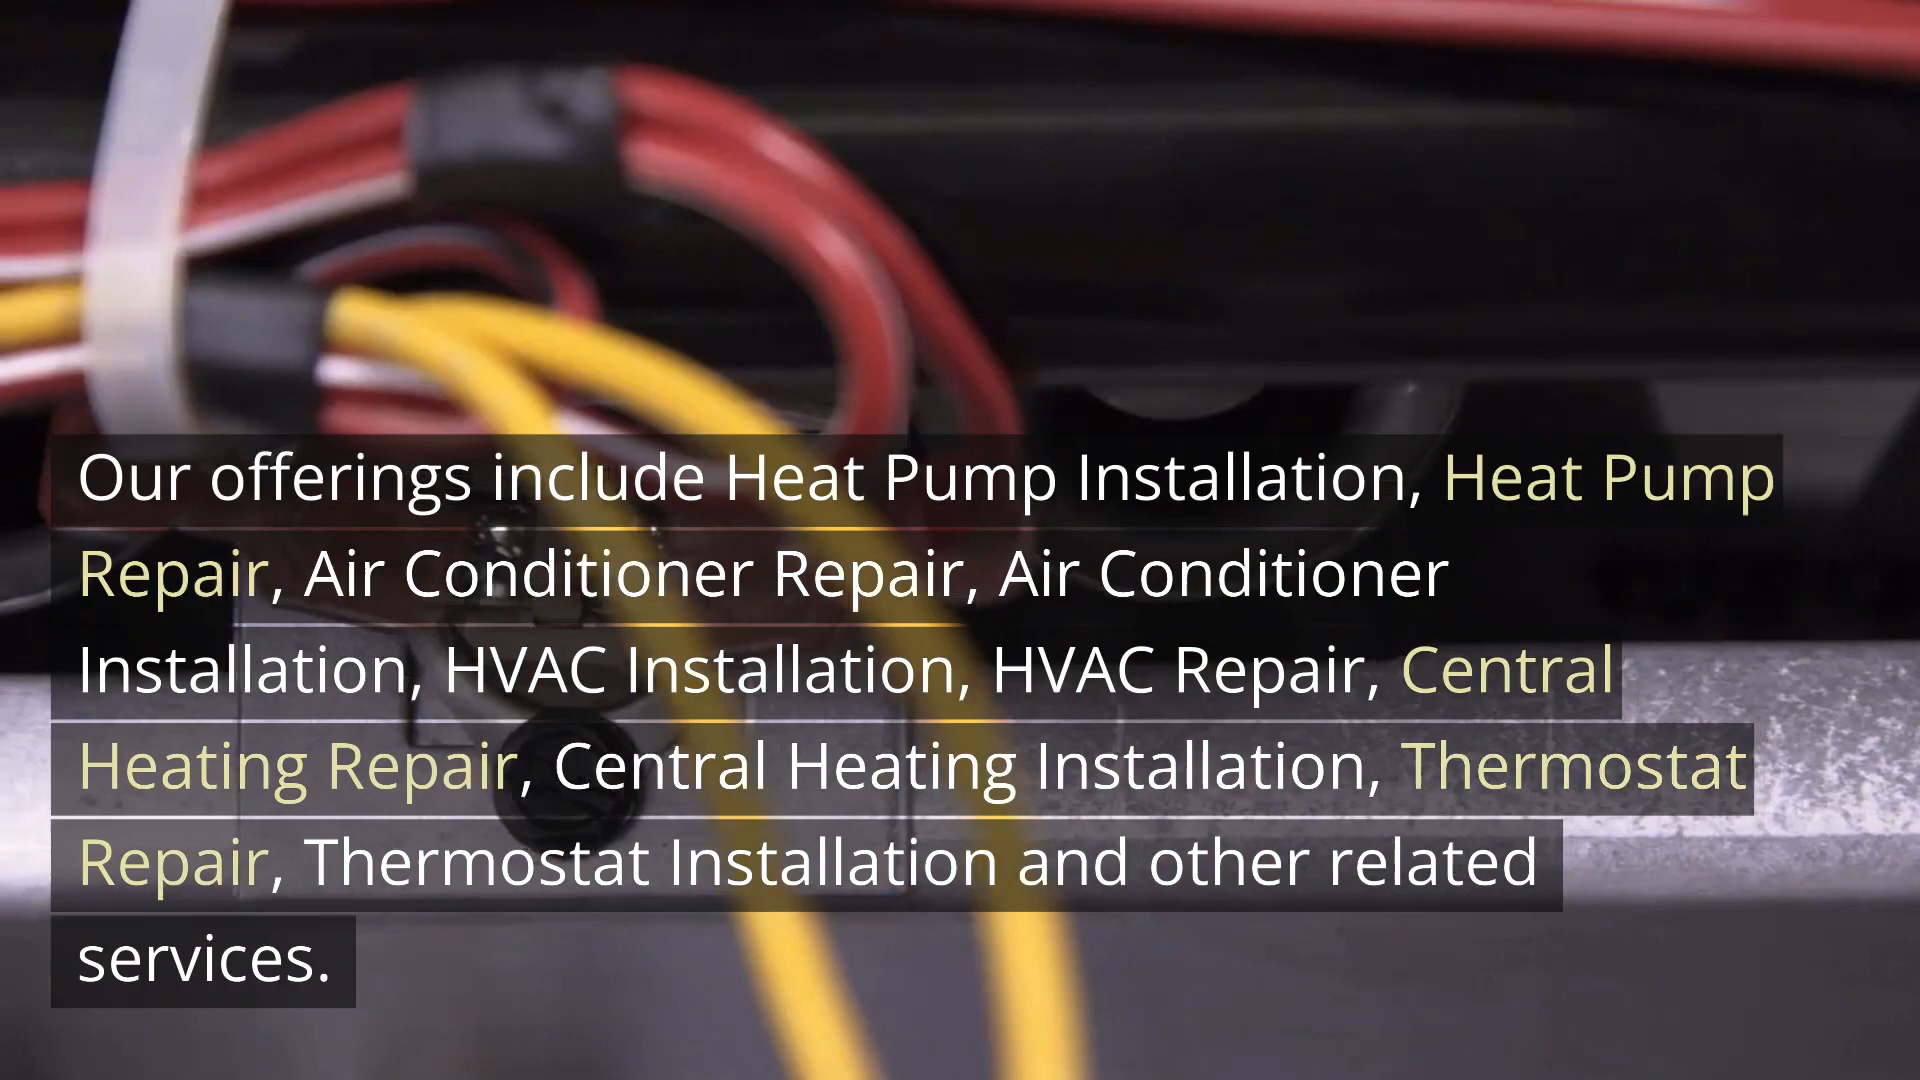 Our offerings include Heat Pump Installation, Heat Pump
Repair, Air Conditioner Repair, Air Conditioner
Installation, HVAC Installation, HVAC Repair, Central
Heating Repair, Central Heating Installation, Thermostat
Repair, Thermostat Installation and other related
services.